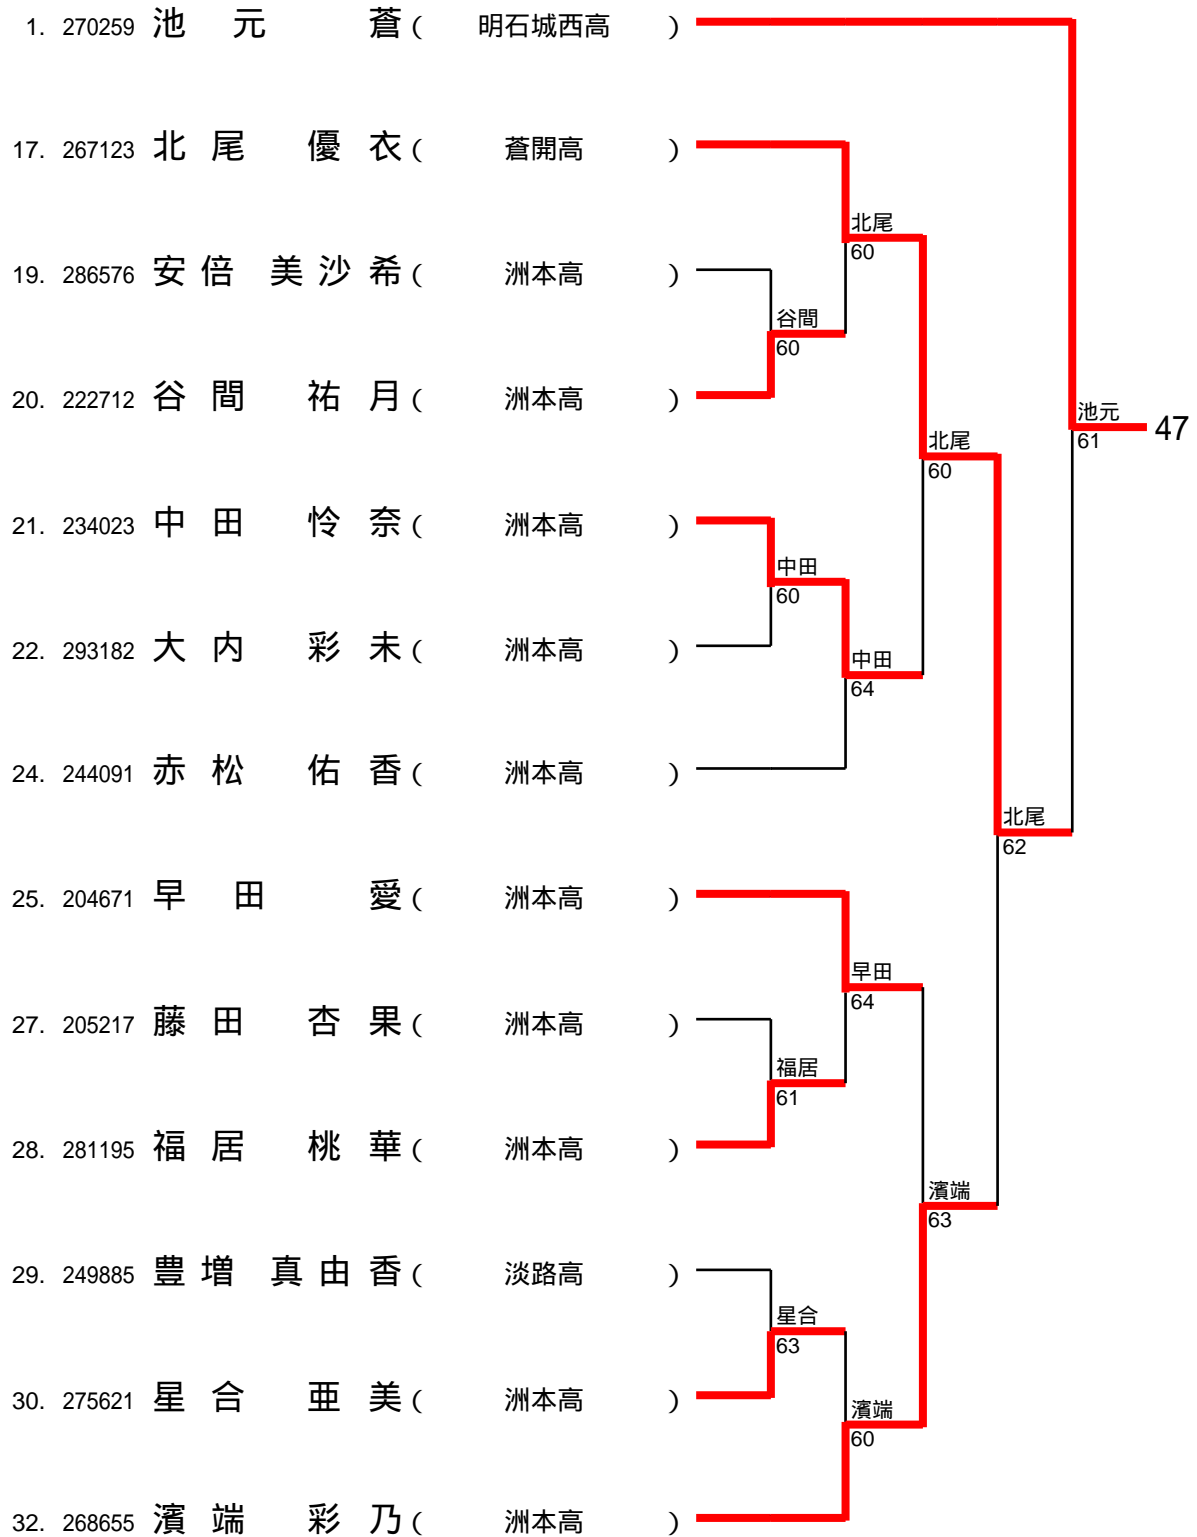 1. 270259 池元 蒼 ( 明石城西高 )
17. 267123 北尾 優衣 ( 蒼開高 )
北尾
60
19. 286576 安倍 美沙希 ( 洲本高 )
谷間
60
20. 222712 谷間 祐月 ( 洲本高 )
池元
61
47
北尾
60
21. 234023 中田 怜奈 ( 洲本高 )
中田
60
22. 293182 大内 彩未 ( 洲本高 )
中田
64
24. 244091 赤松 佑香 ( 洲本高 )
北尾
62
25. 204671 早田 愛 ( 洲本高 )
早田
64
27. 205217 藤田 杏果 ( 洲本高 )
福居
61
28. 281195 福居 桃華 ( 洲本高 )
濱端
63
29. 249885 豊増 真由香 ( 淡路高 )
星合
63
30. 275621 星合 亜美 ( 洲本高 )
濱端
60
32. 268655 濱端 彩乃 ( 洲本高 )